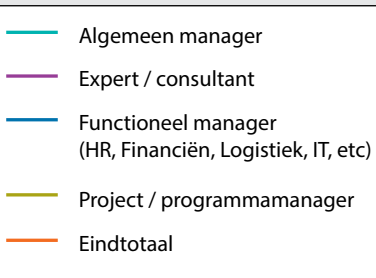 Algemeen manager
Expert / consultant
Functioneel manager
(HR, Financiën, Logistiek, IT, etc)
Project / programmamanager
Eindtotaal